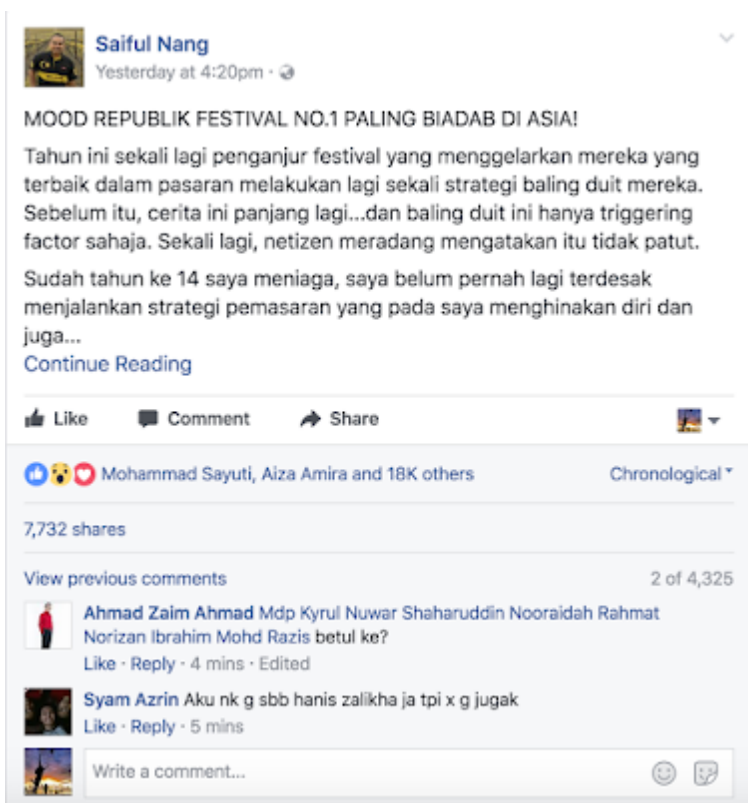 Saiful Nang
Yesterday at 4:20pm ·
MOOD REPUBLIK FESTIVAL NO.1 PALING BIADAB DI ASIA!
Tahun ini sekali lagi penganjur festival yang menggelarkan mereka yang
terbaik dalam pasaran melakukan lagi sekali strategi baling duit mereka.
Sebelum itu, cerita ini panjang lagi...dan baling duit ini hanya triggering
factor sahaja. Sekali lagi, netizen meradang mengatakan itu tidak patut.
Sudah tahun ke 14 saya meniaga, saya belum pernah lagi terdesak
menjalankan strategi pemasaran yang pada saya menghinakan diri dan
juga...
Continue Reading
Like Comment Share
Mohammad Sayuti, Aiza Amira and 18K others Chronological
7,732 shares
View previous comments 2 of 4,325
Ahmad Zaim Ahmad Mdp Kyrul Nuwar Shaharuddin Nooraidah Rahmat
Norizan Ibrahim Mohd Razis betul ke?
Like · Reply · 4 mins · Edited
Syam Azrin Aku nk g sbb hanis zalikha ja tpi x g jugak
Like · Reply · 5 mins
Write a comment...